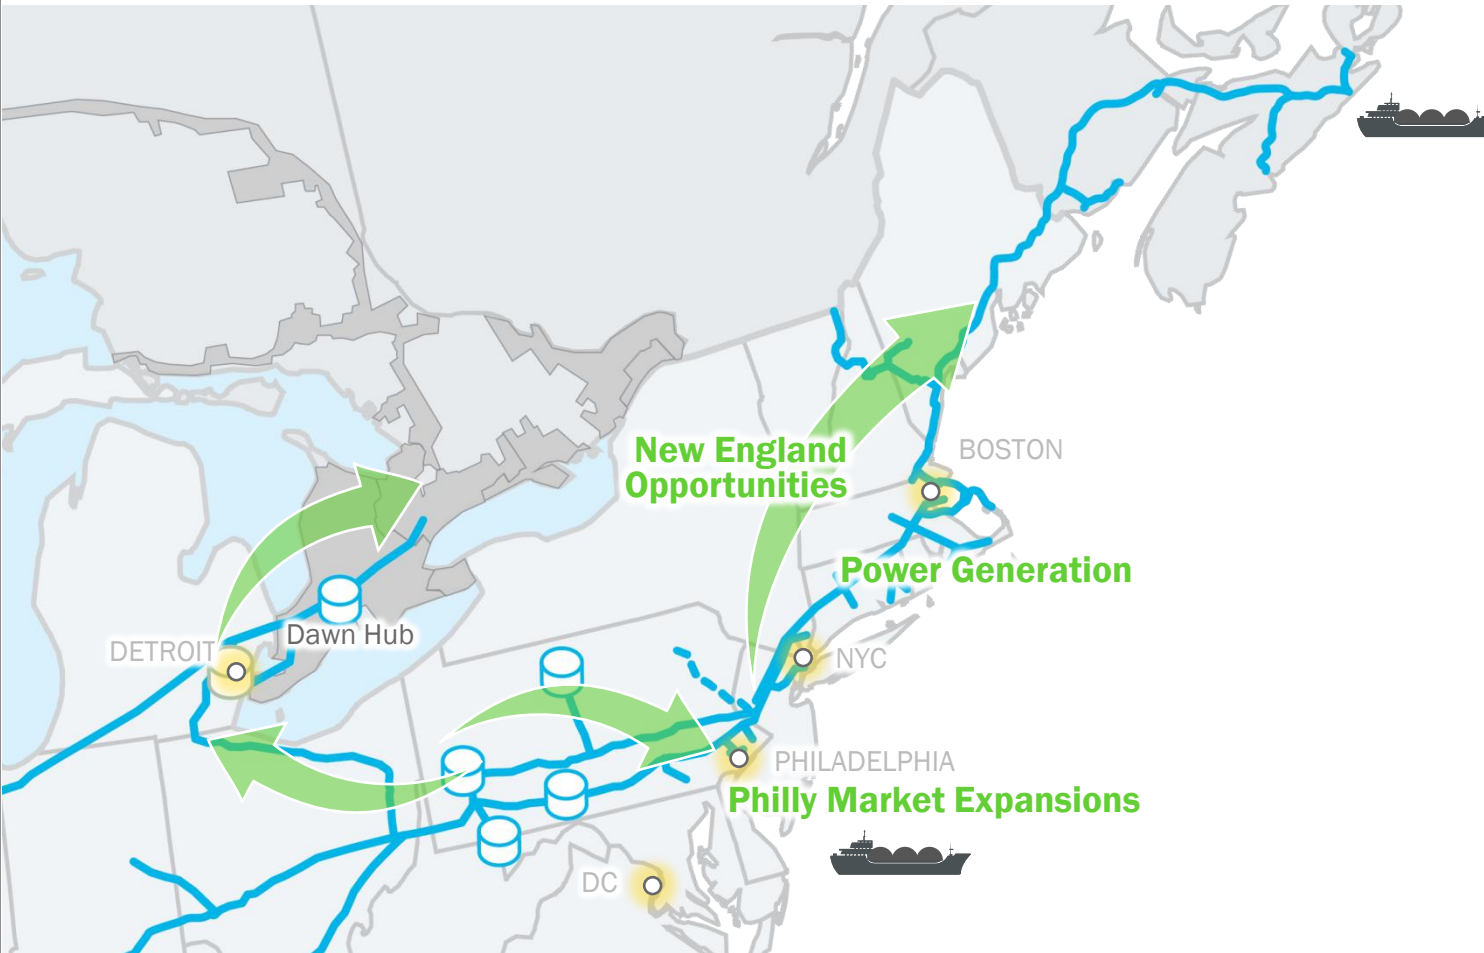 New England
Opportunities
BOSTON
Power Generation
Dawn Hub
DETROIT
NYC
PHILADELPHIA
Philly Market Expansions
DC